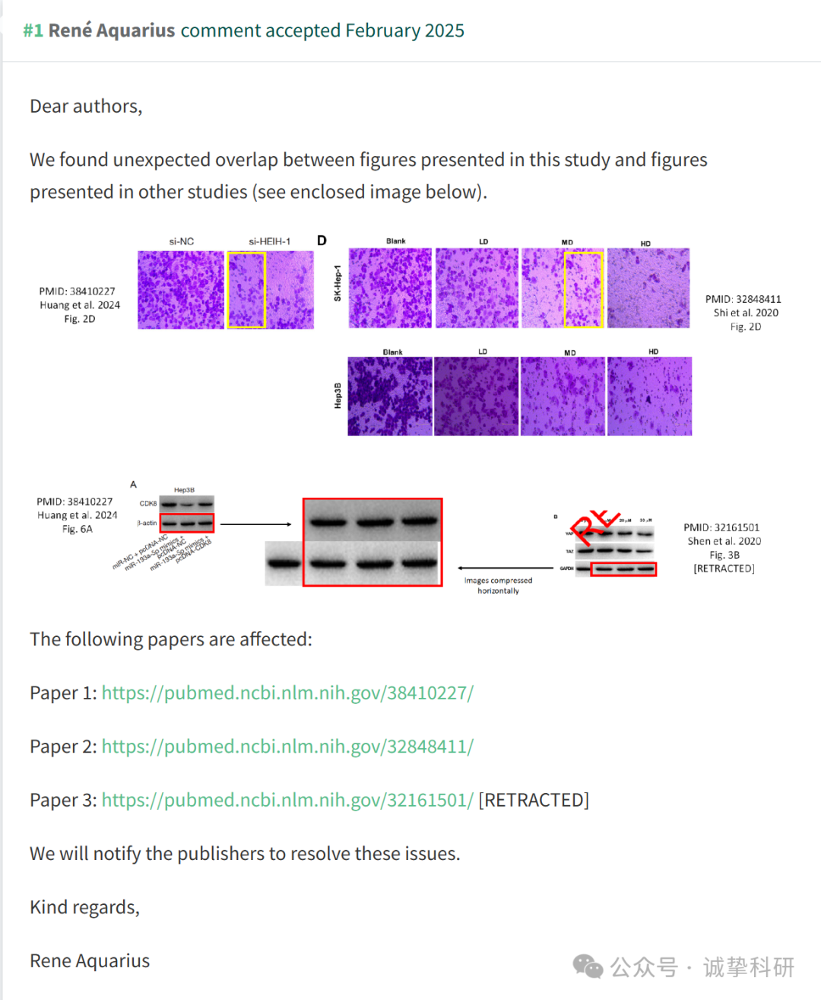 #1 René Aquarius comment accepted February 2025
Dear authors,
We found unexpected overlap between figures presented in this study and figures
presented in other studies (see enclosed image below).
si-NC
si-HEIH-1
D
Blank
LD
MD
HD
SK-Hep-1
PMID: 38410227
Huang et al. 2024
Fig. 2D
PMID: 32848411
Shi et al. 2020
Fig. 2D
Blank
LD
MD
HD
Hep3B
A
Hep3B
CDK8
β-actin
miR-NC + pcDNA-NC
miR-193a-5p mimics +
pcDNA-NC
miR-193a-5p mimics +
pcDNA-CDK8
PMID: 38410227
Huang et al. 2024
Fig. 6A
Images compressed
horizontally
B
RE
20 μM
30 μM
YAP
TAZ
GAPDH
PMID: 32161501
Shen et al. 2020
Fig. 3B
[RETRACTED]
The following papers are affected:
Paper 1: https://pubmed.ncbi.nlm.nih.gov/38410227/
Paper 2: https://pubmed.ncbi.nlm.nih.gov/32848411/
Paper 3: https://pubmed.ncbi.nlm.nih.gov/32161501/ [RETRACTED]
We will notify the publishers to resolve these issues.
Kind regards,
Rene Aquarius
公众号 · 诚挚科研